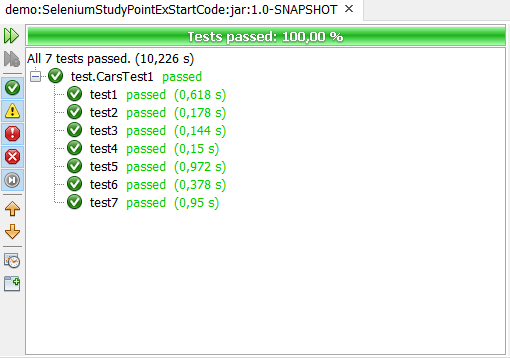 demo:SeleniumStudyPointExStartCode:jar:1.0-SNAPSHOT
Tests passed: 100,00 %
All 7 tests passed. (10,226 s)
test.CarsTest1 passed
test1 passed (0,618 s)
test2 passed (0,178 s)
test3 passed (0,144 s)
test4 passed (0,15 s)
test5 passed (0,972 s)
test6 passed (0,378 s)
test7 passed (0,95 s)